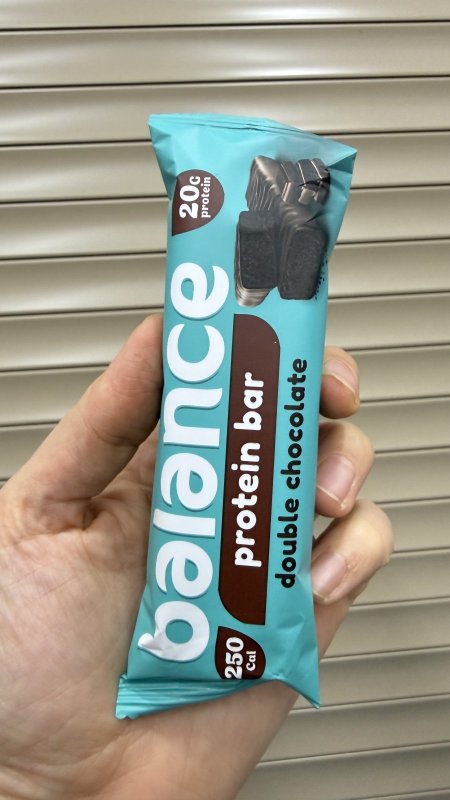 20G
protein
balance
protein bar
double chocolate
250
Cal